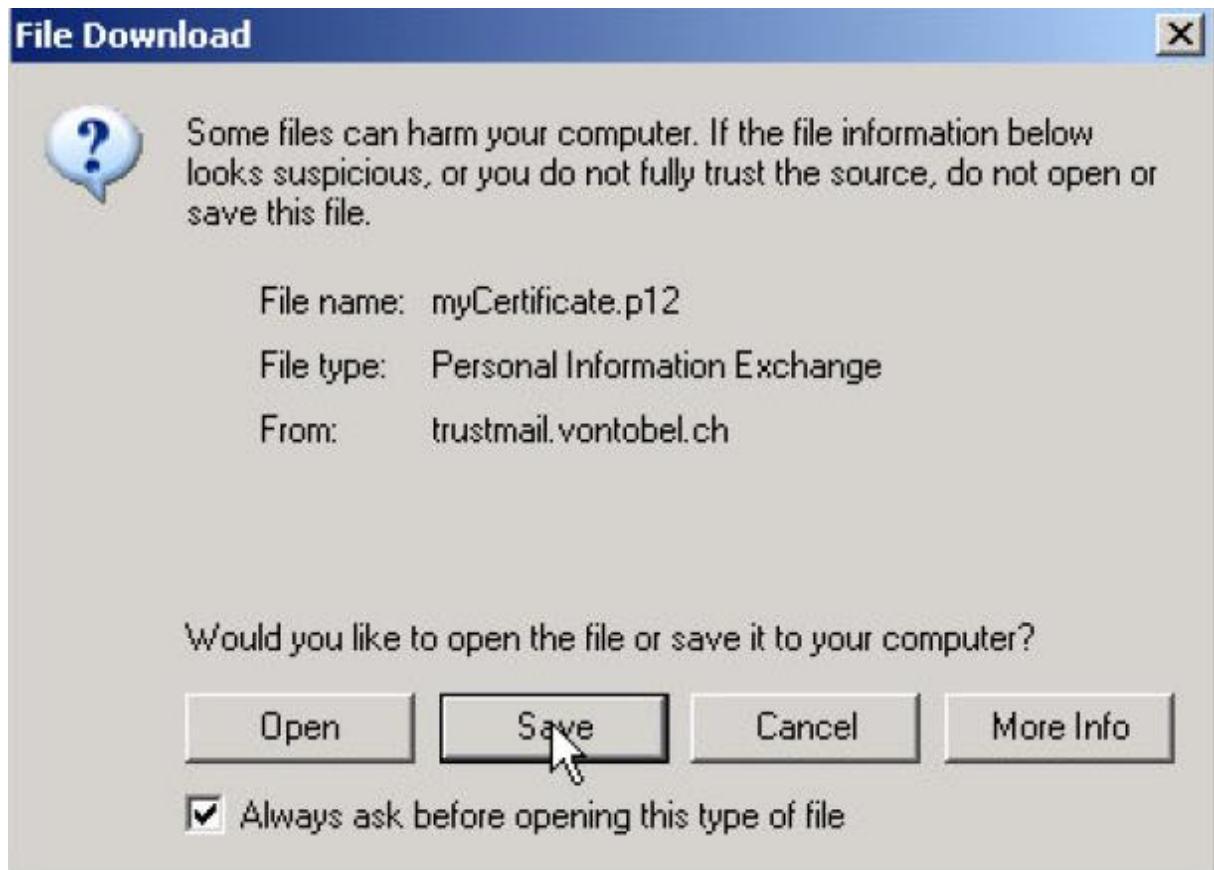 File Download
Some files can harm your computer. If the file information below
looks suspicious, or you do not fully trust the source, do not open or
save this file.
File name: myCertificate.p12
File type: Personal Information Exchange
From: trustmail.vontobel.ch
Would you like to open the file or save it to your computer?
Open Save Cancel More Info
Always ask before opening this type of file